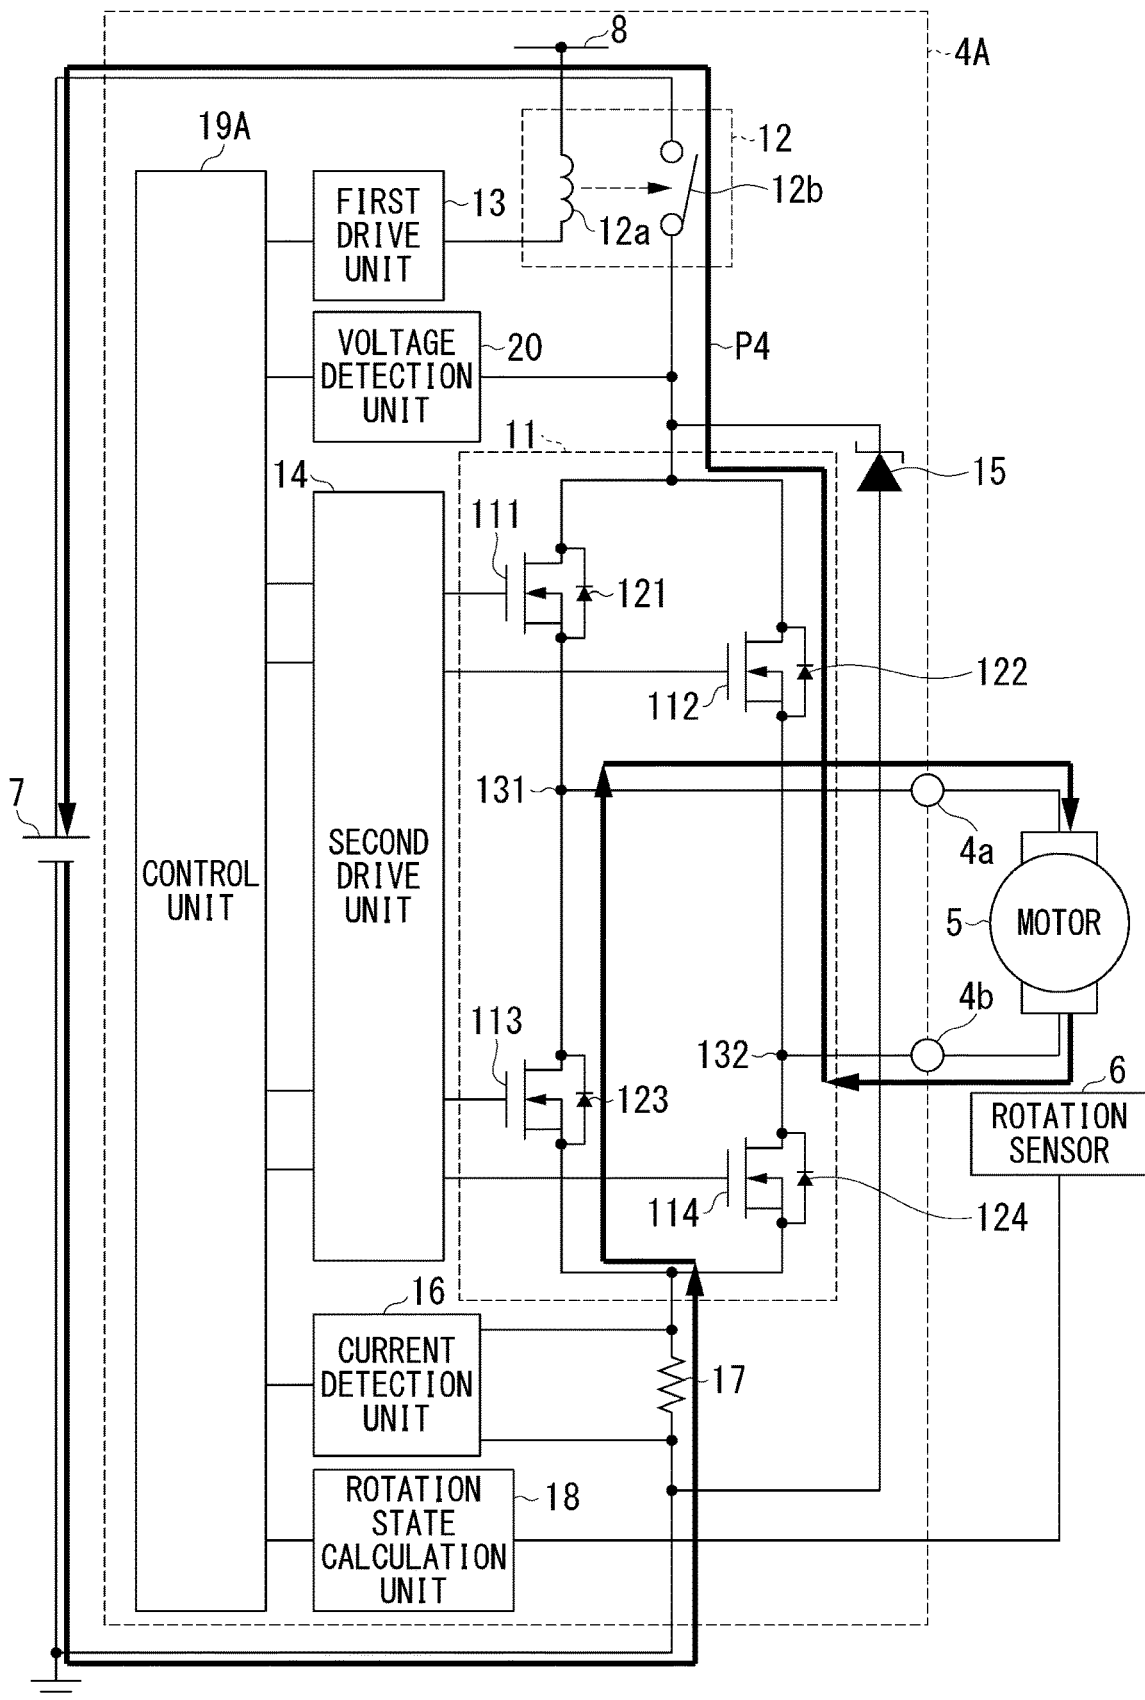 8
4A
19A
12
FIRST
DRIVE
UNIT
13
12b
12a
VOLTAGE
DETECTION
UNIT
20
P4
11
15
14
111
121
122
112
7
131
4a
CONTROL
UNIT
SECOND
DRIVE
UNIT
5
MOTOR
4b
113
132
6
123
ROTATION
SENSOR
114
124
16
CURRENT
DETECTION
UNIT
17
ROTATION
STATE
CALCULATION
UNIT
18